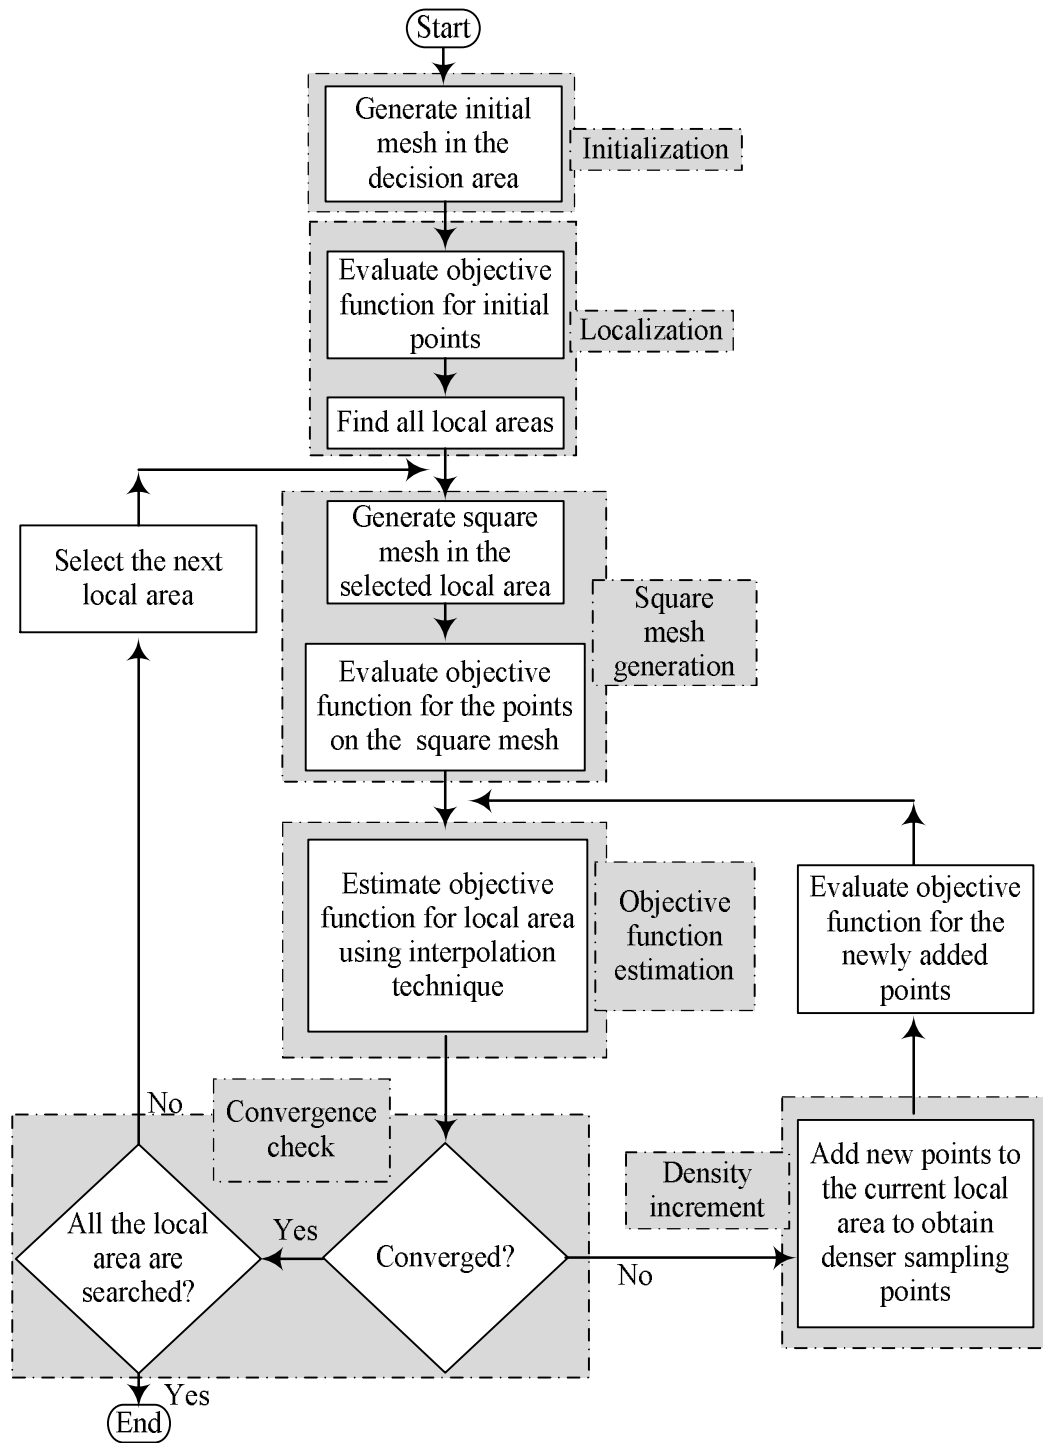 Start
Generate initial
mesh in the
decision area
Initialization
Evaluate objective
function for initial
points
Localization
Find all local areas
Generate square
mesh in the
selected local area
Select the next
local area
Square
mesh
generation
Evaluate objective
function for the points
on the square mesh
Estimate objective
function for local area
using interpolation
technique
Objective
function
estimation
Evaluate objective
function for the
newly added
points
No
Convergence
check
Density
increment
Add new points to
the current local
area to obtain
denser sampling
points
All the local
area are
searched?
Yes
Converged?
No
Yes
End